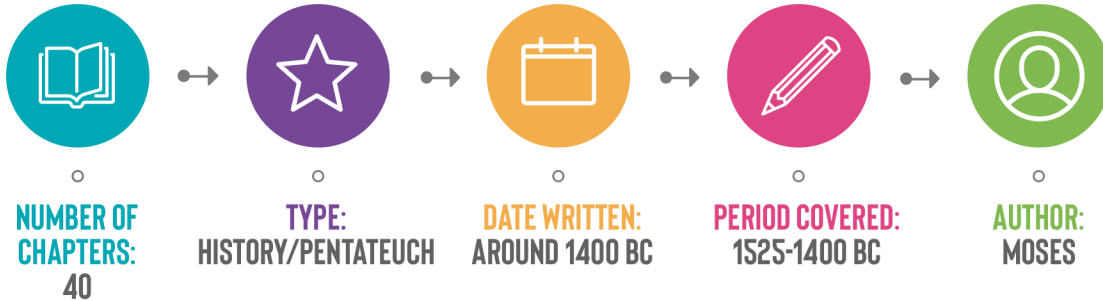 NUMBER OF
CHAPTERS:
40
TYPE:
HISTORY/PENTATEUCH
DATE WRITTEN:
AROUND 1400 BC
PERIOD COVERED:
1525-1400 BC
AUTHOR:
MOSES